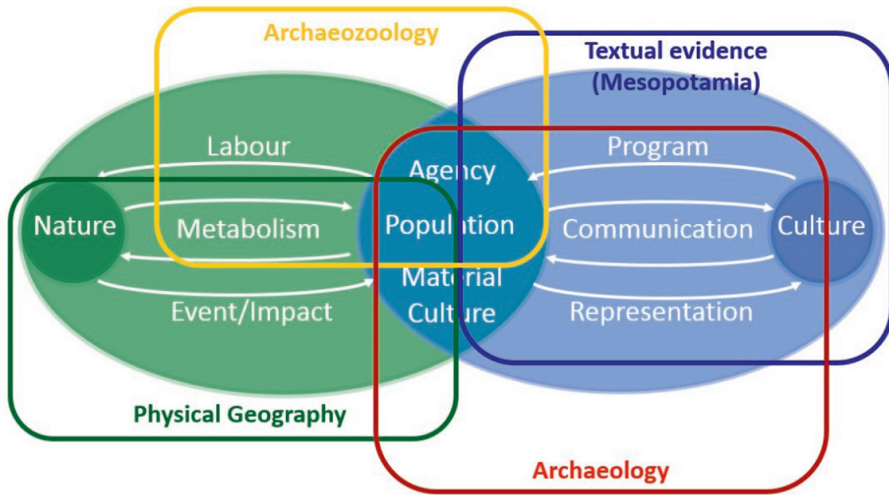 Archaeozoology
Textual evidence
(Mesopotamia)
Labour
Agency
Program
Nature
Metabolism
Population
Communication
Culture
Material
Culture
Event/Impact
Representation
Physical Geography
Archaeology